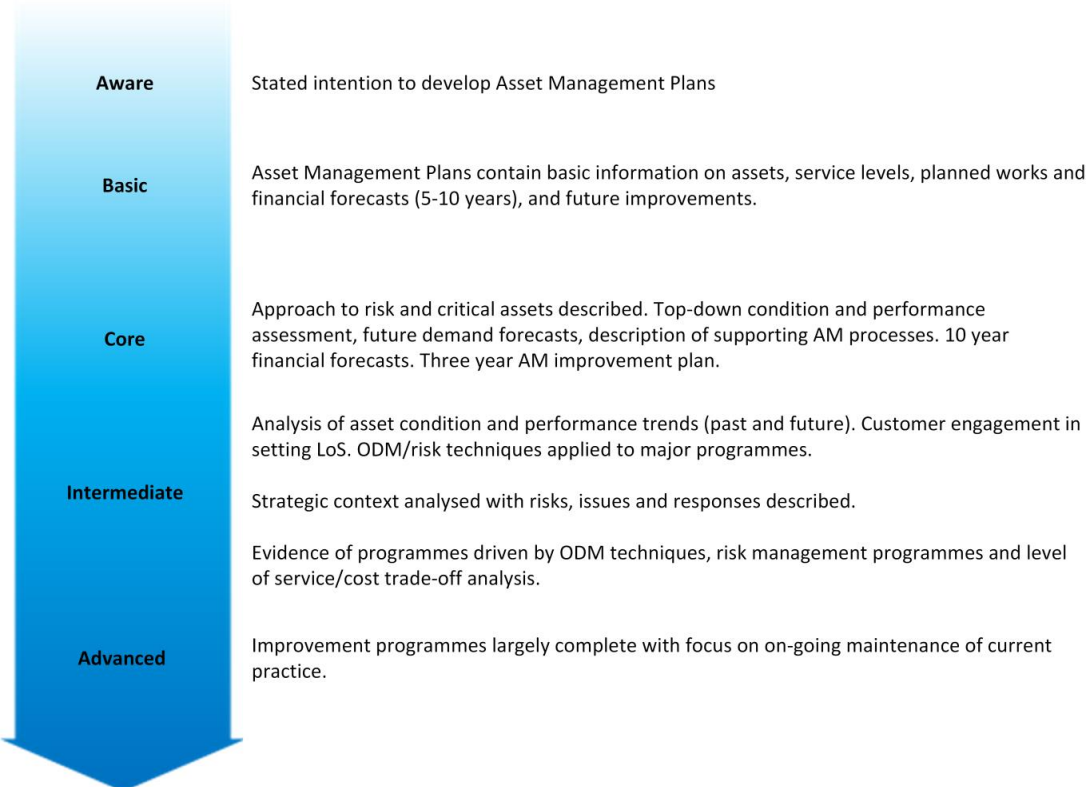 Aware
Stated intention to develop Asset Management Plans
Basic
Asset Management Plans contain basic information on assets, service levels, planned works and
financial forecasts (5-10 years), and future improvements.
Core
Approach to risk and critical assets described. Top-down condition and performance
assessment, future demand forecasts, description of supporting AM processes. 10 year
financial forecasts. Three year AM improvement plan.
Intermediate
Analysis of asset condition and performance trends (past and future). Customer engagement in
setting LoS. ODM/risk techniques applied to major programmes.
Strategic context analysed with risks, issues and responses described.
Evidence of programmes driven by ODM techniques, risk management programmes and level
of service/cost trade-off analysis.
Advanced
Improvement programmes largely complete with focus on on-going maintenance of current
practice.